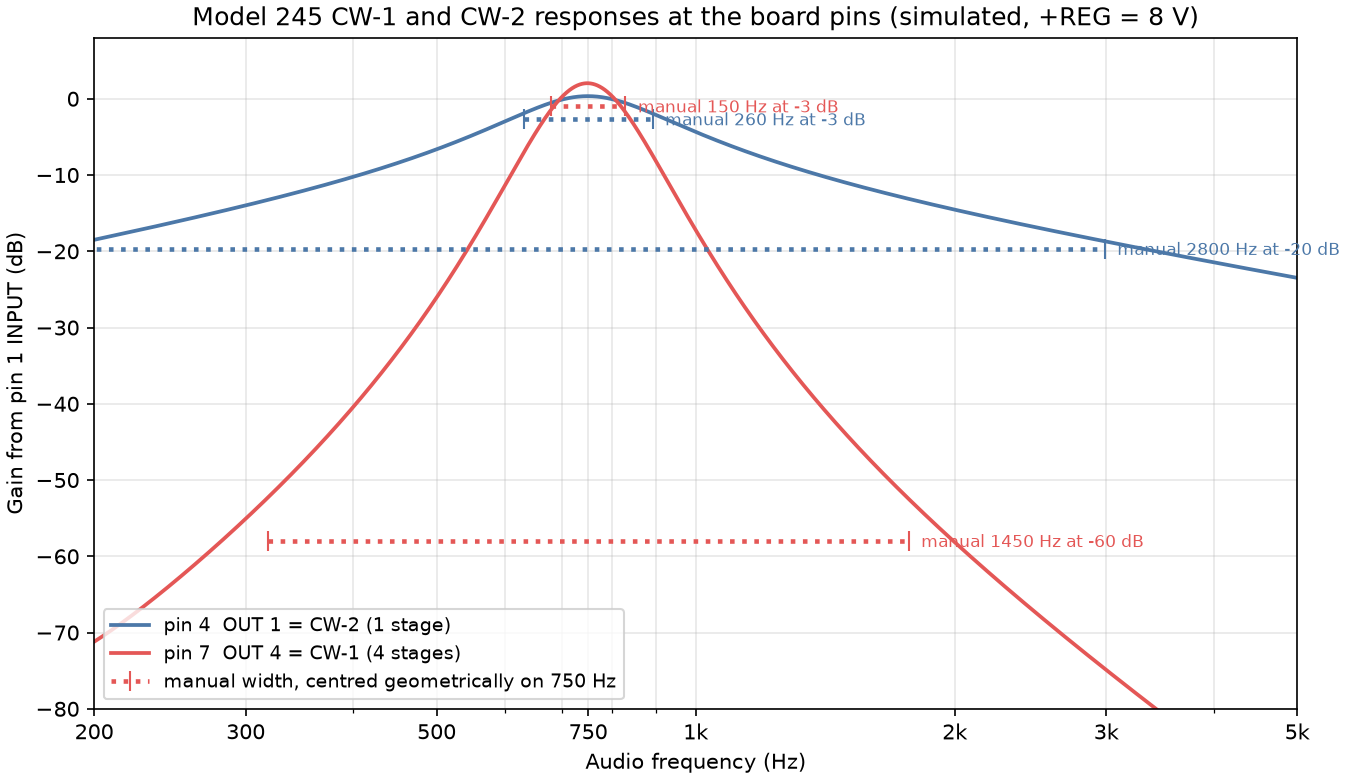 Model 245 CW-1 and CW-2 responses at the board pins (simulated, +REG = 8 V)
Gain from pin 1 INPUT (dB)
0
−10
−20
−30
−40
−50
−60
−70
−80
manual 150 Hz at -3 dB
manual 260 Hz at -3 dB
manual 2800 Hz at -20 dB
manual 1450 Hz at -60 dB
pin 4 OUT 1 = CW-2 (1 stage)
pin 7 OUT 4 = CW-1 (4 stages)
manual width, centred geometrically on 750 Hz
200 300 500 750 1k 2k 3k 5k
Audio frequency (Hz)